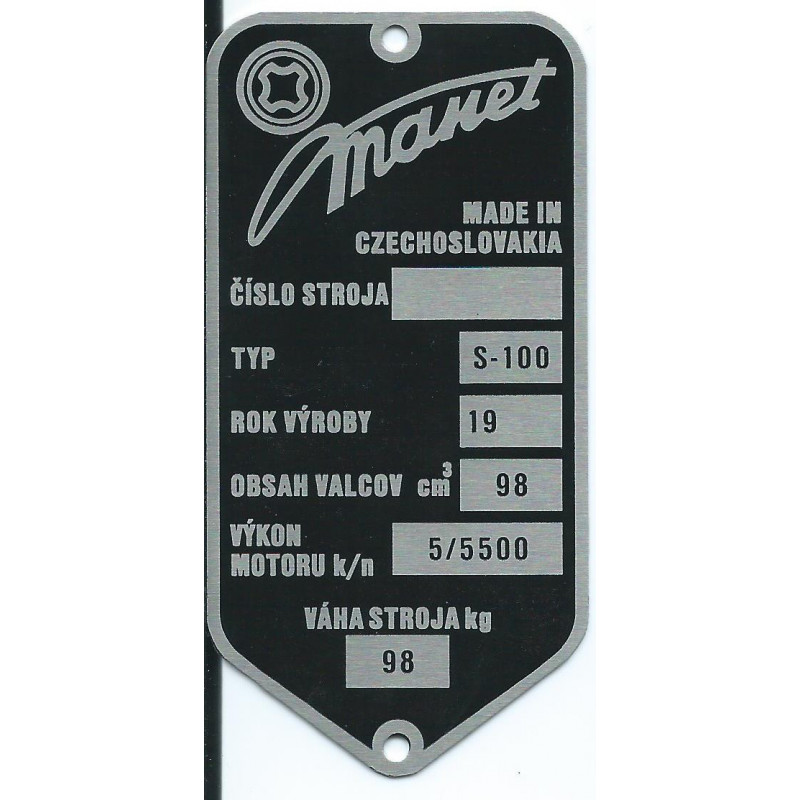 Manet
MADE IN
CZECHOSLOVAKIA
ČÍSLO STROJA
TYP S-100
ROK VÝROBY 19
OBSAH VALCOV cm³ 98
VÝKON
MOTORU k/n 5/5500
VÁHA STROJA kg
98